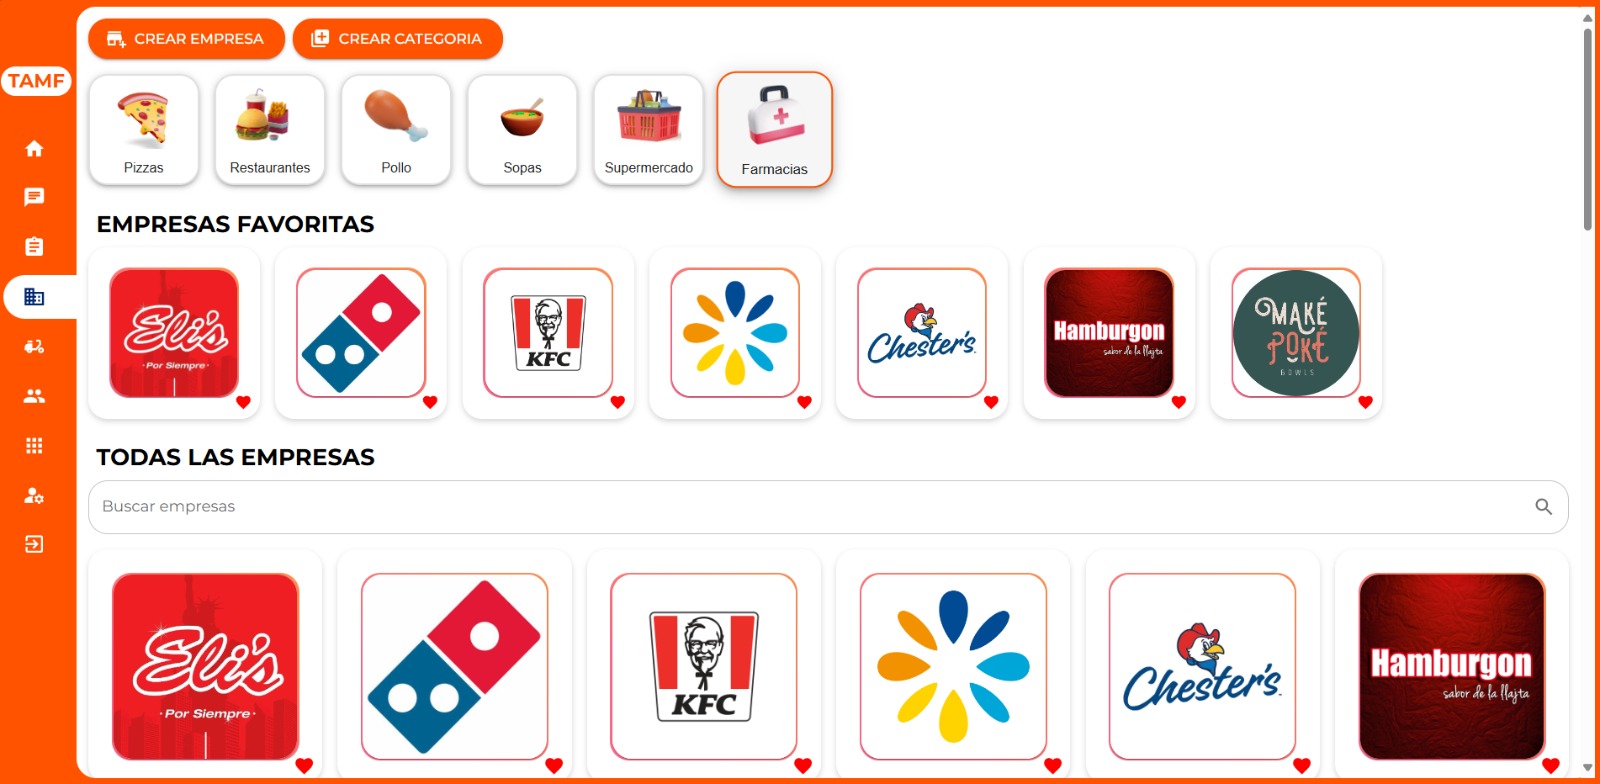 CREAR EMPRESA
CREAR CATEGORIA
TAMF
Pizzas
Restaurantes
Pollo
Sopas
Supermercado
Farmacias
EMPRESAS FAVORITAS
Eli's
·Por Siempre·
KFC
Chester's
Hamburgon
sabor de la llajta
MAKÉ
POKÉ
BOWLS
TODAS LAS EMPRESAS
Buscar empresas
Eli's
·Por Siempre·
KFC
Chester's
Hamburgon
sabor de la llajta